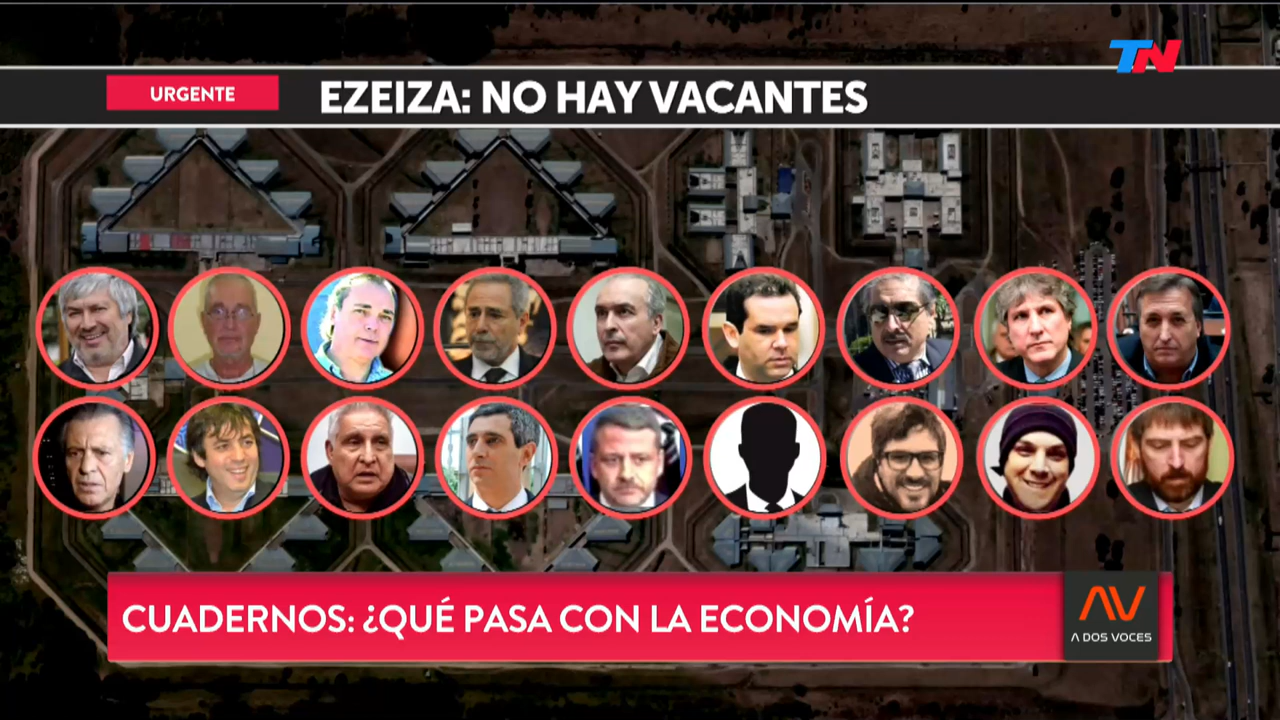 TN
URGENTE
EZEIZA: NO HAY VACANTES
CUADERNOS: ¿QUÉ PASA CON LA ECONOMÍA?
AV
A DOS VOCES